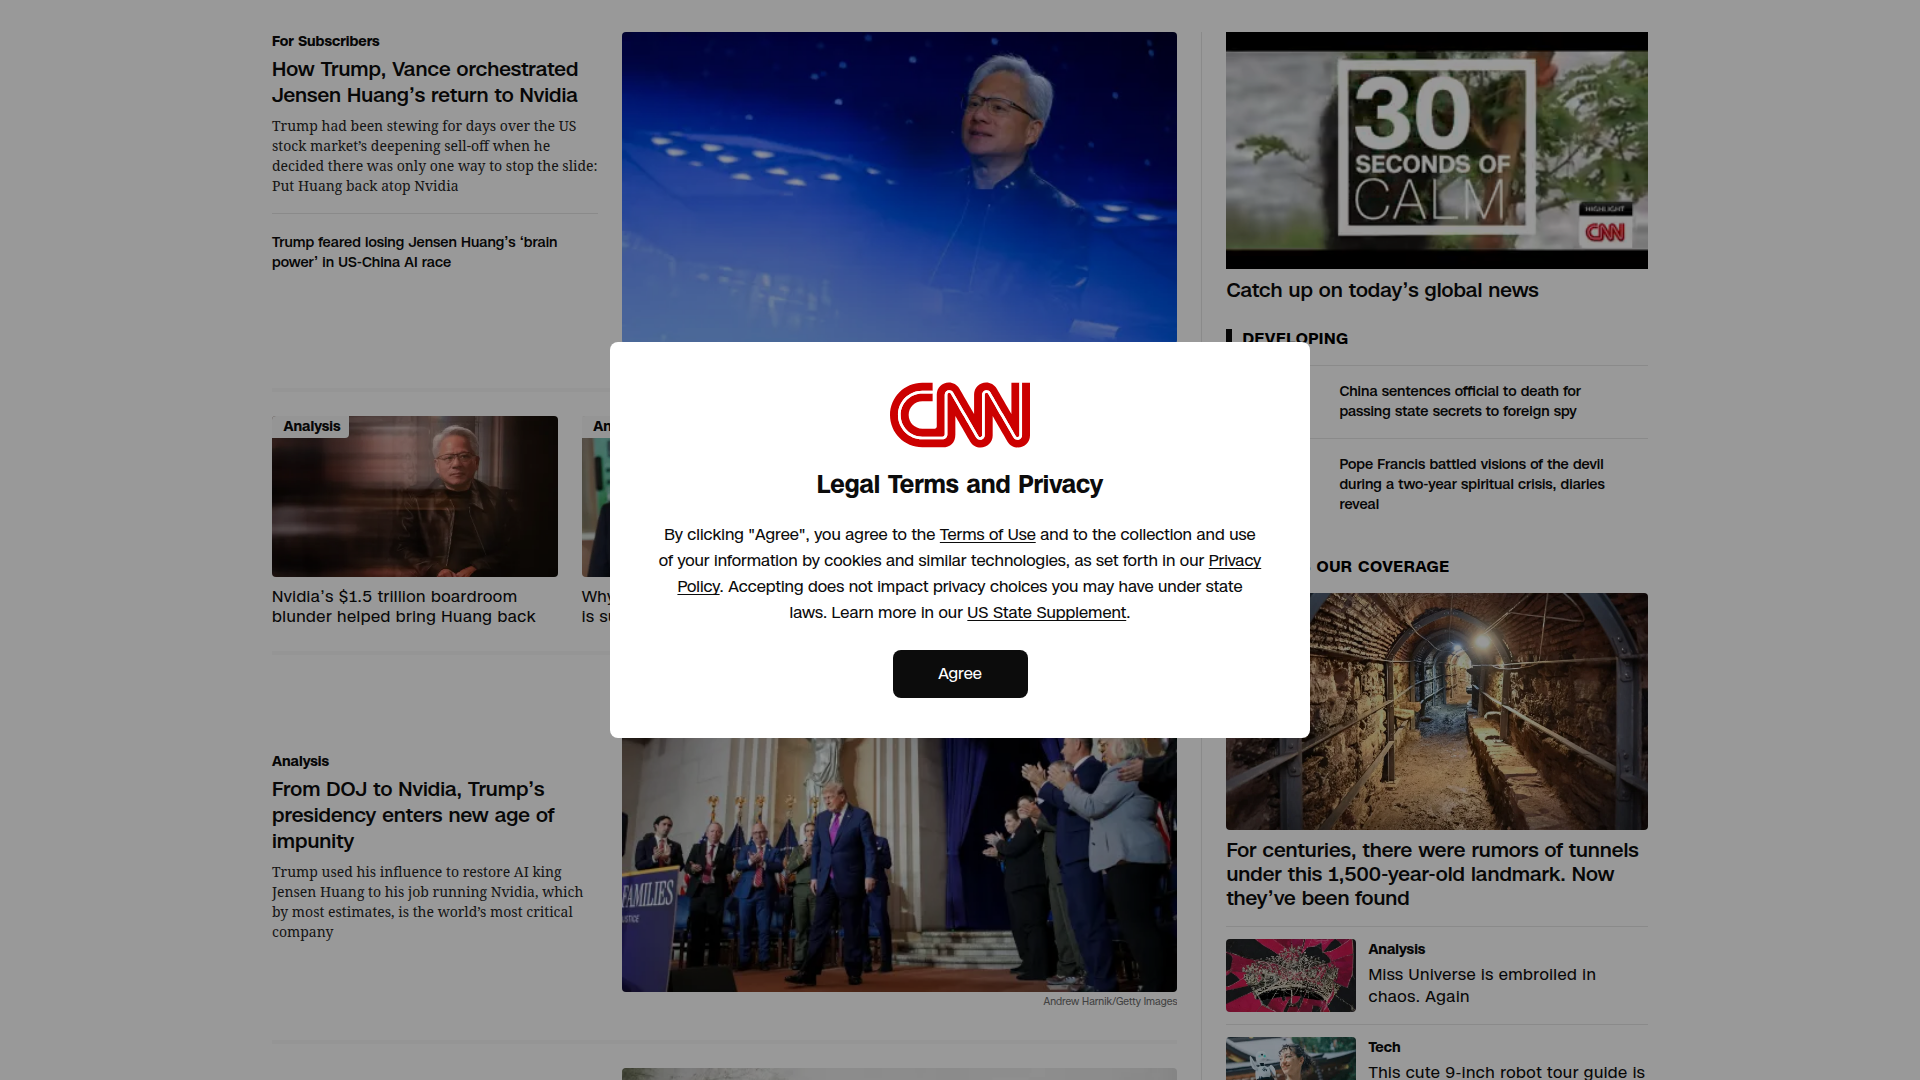 For Subscribers
How Trump, Vance orchestrated
Jensen Huang’s return to Nvidia
Trump had been stewing for days over the US
stock market’s deepening sell-off when he
decided there was only one way to stop the slide:
Put Huang back atop Nvidia
Trump feared losing Jensen Huang’s ‘brain
power’ in US-China AI race
Analysis
Nvidia’s $1.5 trillion boardroom
blunder helped bring Huang back
Why
CNN
Legal Terms and Privacy
By clicking "Agree", you agree to the Terms of Use and to the collection and use
of your information by cookies and similar technologies, as set forth in our Privacy
Policy. Accepting does not impact privacy choices you may have under state
laws. Learn more in our US State Supplement.
Agree
Analysis
From DOJ to Nvidia, Trump’s
presidency enters new age of
impunity
Trump used his influence to restore AI king
Jensen Huang to his job running Nvidia, which
by most estimates, is the world’s most critical
company
FAMILIES
Andrew Harnik/Getty Images
30
SECONDS OF
CALM
HIGHLIGHT
CNN
Catch up on today’s global news
DEVELOPING
China sentences official to death for
passing state secrets to foreign spy
Pope Francis battled visions of the devil
during a two-year spiritual crisis, diaries
reveal
OUR COVERAGE
For centuries, there were rumors of tunnels
under this 1,500-year-old landmark. Now
they’ve been found
Analysis
Miss Universe is embroiled in
chaos. Again
Tech
This cute 9-inch robot tour guide is